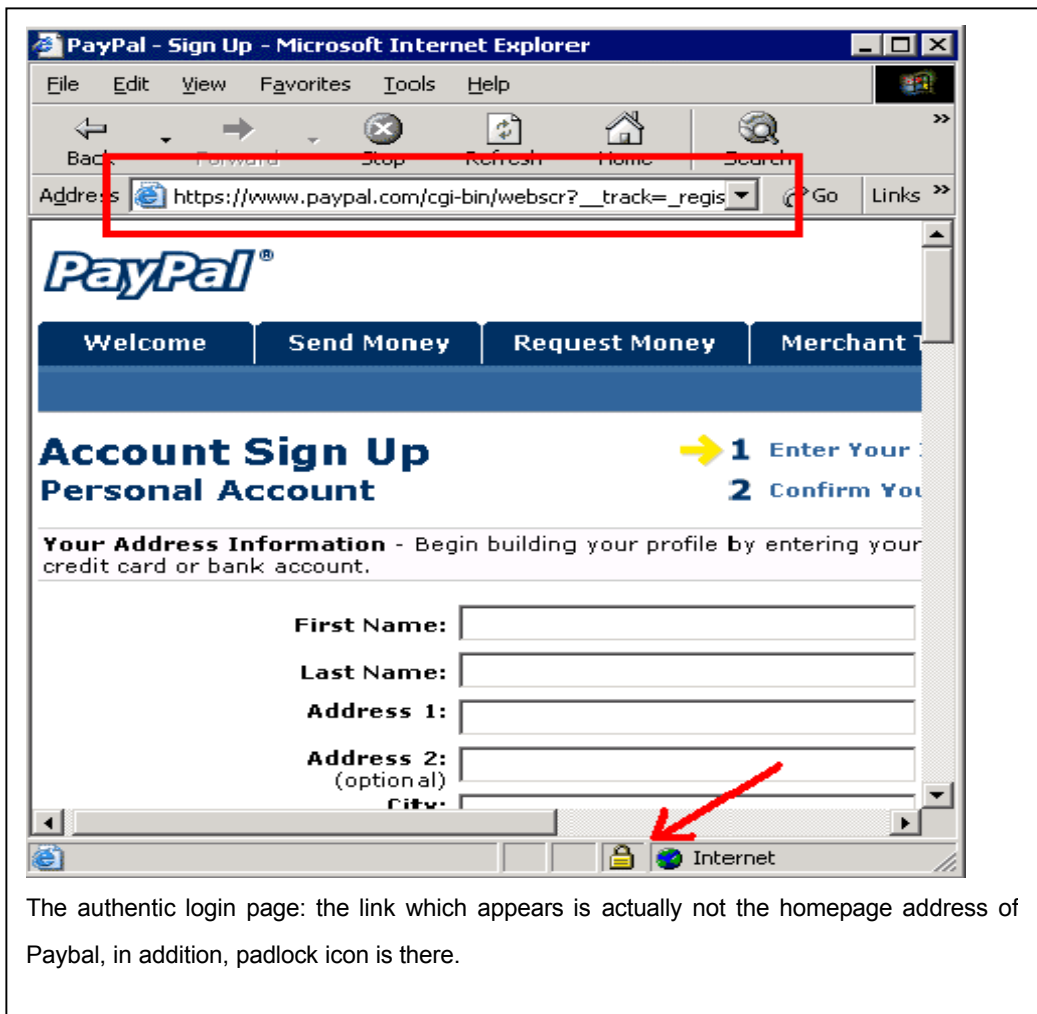 PayPal - Sign Up - Microsoft Internet Explorer
File Edit View Favorites Tools Help
Back Forward Stop Refresh Home Search »
Address https://www.paypal.com/cgi-bin/webscr?__track=_regis Go Links »
PayPal®
Welcome Send Money Request Money Merchant T
Account Sign Up
1 Enter Your
Personal Account
2 Confirm You
Your Address Information - Begin building your profile by entering your
credit card or bank account.
First Name:
Last Name:
Address 1:
Address 2:
(optional)
City:
Internet
The authentic login page: the link which appears is actually not the homepage address of
Paybal, in addition, padlock icon is there.